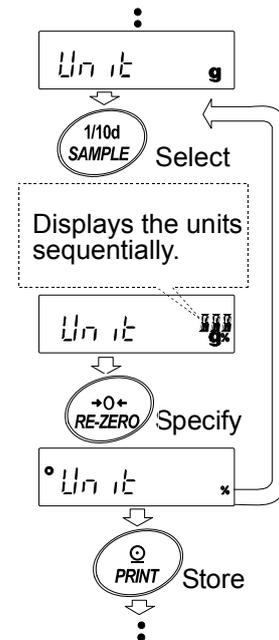 Unit g
1/10d
SAMPLE Select
Displays the units
sequentially.
Unit g%
→0←
RE-ZERO Specify
Unit %
PRINT Store